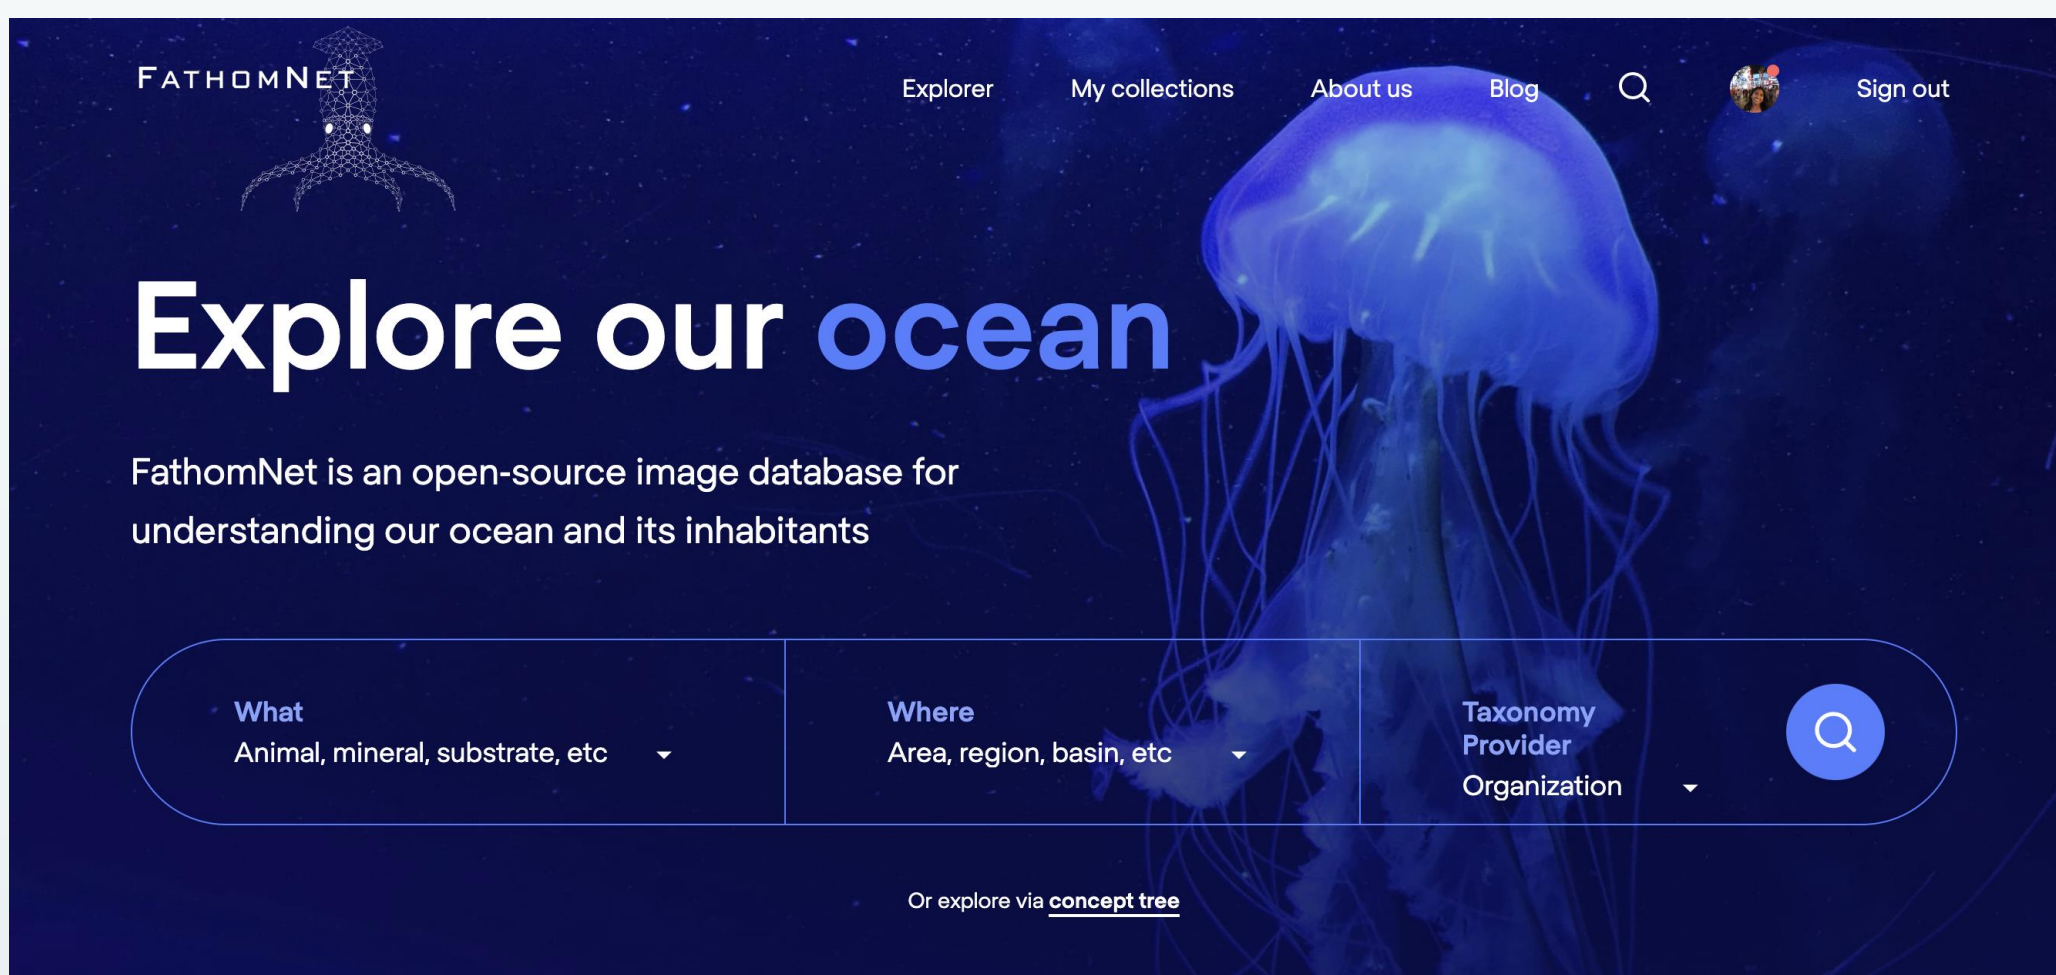 FATHOMNET
Explorer
My collections
About us
Blog
Sign out
Explore our ocean
FathomNet is an open-source image database for
understanding our ocean and its inhabitants
What
Animal, mineral, substrate, etc
Where
Area, region, basin, etc
Taxonomy
Provider
Organization
Or explore via concept tree